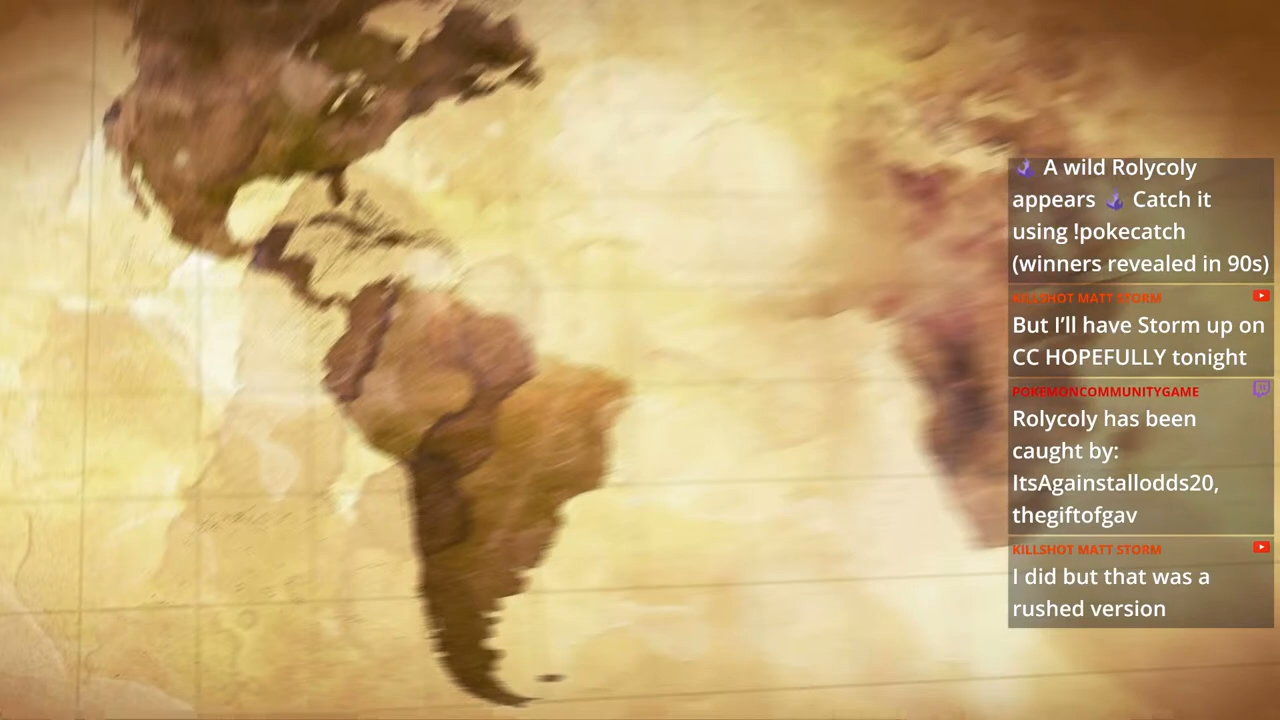 A wild Rolycoly
appears Catch it
using !pokecatch
(winners revealed in 90s)
KILLSHOT MATT STORM
But I’ll have Storm up on
CC HOPEFULLY tonight
POKEMONCOMMUNITYGAME
Rolycoly has been
caught by:
ItsAgainstallodds20,
thegiftofgav
KILLSHOT MATT STORM
I did but that was a
rushed version